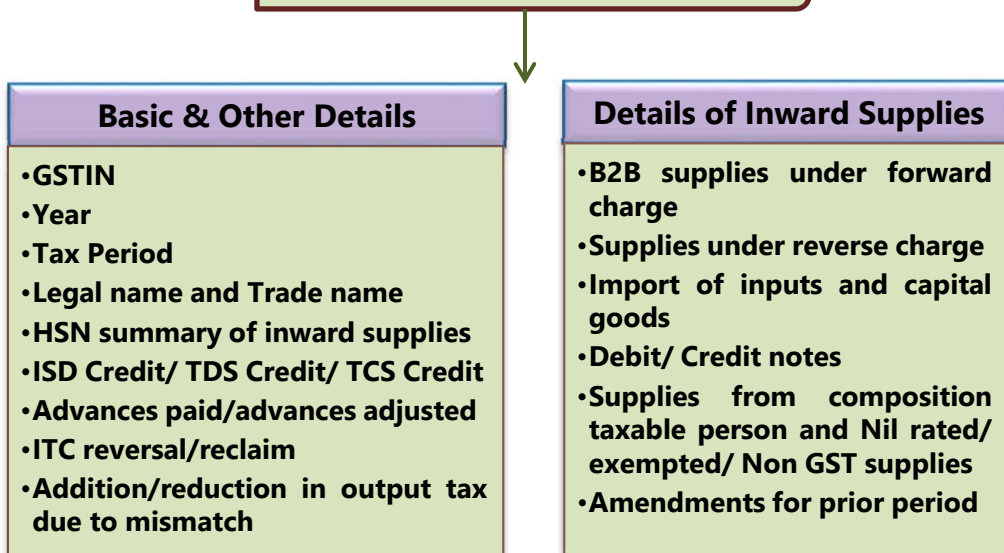 Basic & Other Details
•GSTIN
•Year
•Tax Period
•Legal name and Trade name
•HSN summary of inward supplies
•ISD Credit/ TDS Credit/ TCS Credit
•Advances paid/advances adjusted
•ITC reversal/reclaim
•Addition/reduction in output tax
due to mismatch
Details of Inward Supplies
•B2B supplies under forward
charge
•Supplies under reverse charge
•Import of inputs and capital
goods
•Debit/ Credit notes
•Supplies from composition
taxable person and Nil rated/
exempted/ Non GST supplies
•Amendments for prior period